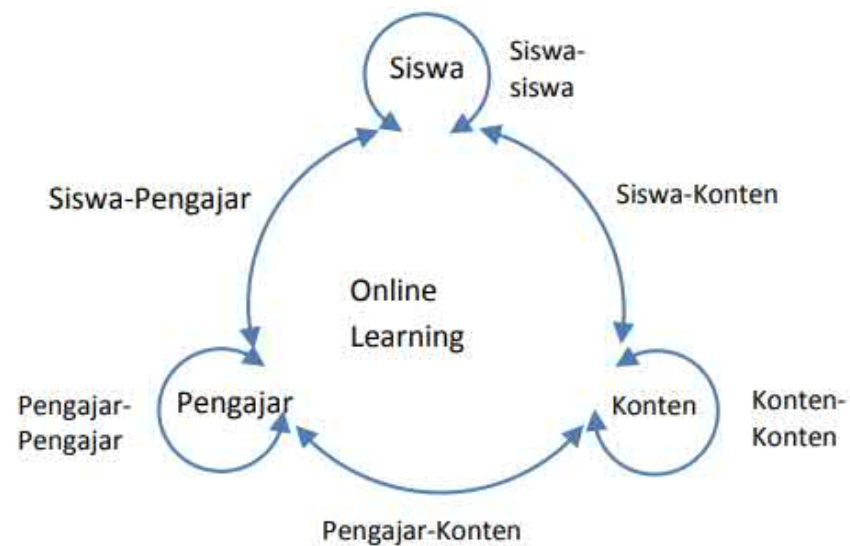 Siswa
Siswa-
siswa
Siswa-Pengajar
Siswa-Konten
Online
Learning
Pengajar-
Pengajar
Pengajar
Konten
Konten-
Konten
Pengajar-Konten